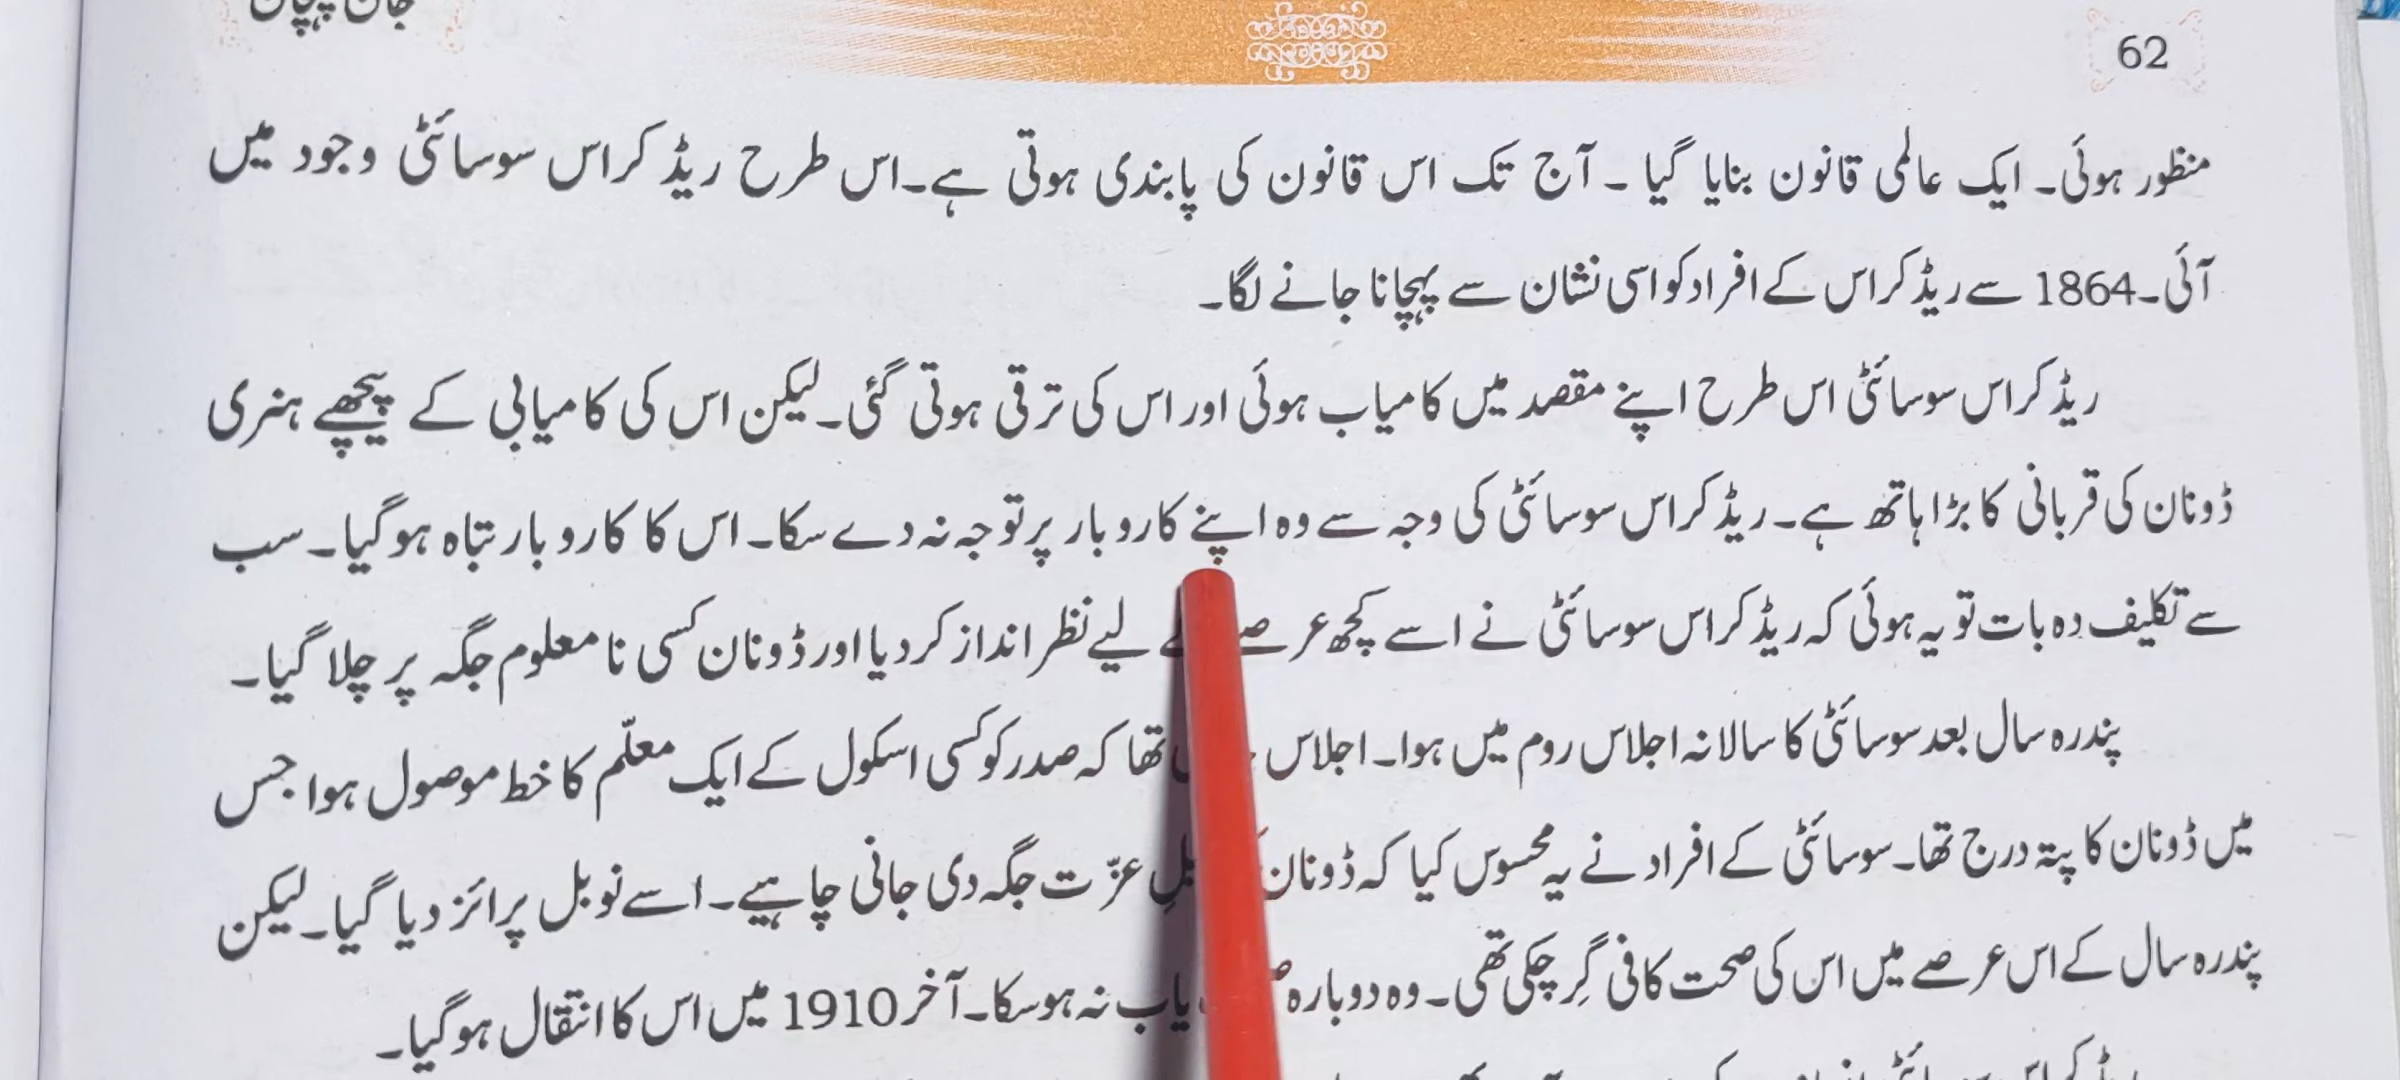 62
جان پہچان
منظور ہوئی۔ ایک عالمی قانون بنایا گیا ۔ آج تک اس قانون کی پابندی ہوتی ہے۔اس طرح ریڈ کراس سوسائٹی وجود میں
آئی۔1864 سے ریڈ کراس کے افراد کو اسی نشان سے پہچانا جانے لگا۔
ریڈ کراس سوسائٹی اس طرح اپنے مقصد میں کامیاب ہوئی اور اس کی ترقی ہوتی گئی۔لیکن اس کی کامیابی کے پیچھے ہنری
ڈونان کی قربانی کا بڑا ہاتھ ہے۔ریڈ کراس سوسائٹی کی وجہ سے وہ اپنے کاروبار پر توجہ نہ دے سکا۔اس کا کاروبار تباہ ہوگیا۔سب
سے تکلیف دہ بات تو یہ ہوئی کہ ریڈ کراس سوسائٹی نے اسے کچھ عرصے لیے نظر انداز کر دیا اور ڈونان کسی نا معلوم جگہ پر چلا گیا۔
پندرہ سال بعد سوسائٹی کا سالانہ اجلاس روم میں ہوا۔اجلاس تھا کہ صدر کو کسی اسکول کے ایک معلّم کا خط موصول ہوا جس
میں ڈونان کا پتہ درج تھا۔سوسائٹی کے افراد نے یہ محسوس کیا کہ ڈونان عزّت جگہ دی جانی چاہیے۔اسے نوبل پرائز دیا گیا۔لیکن
پندرہ سال کے اس عرصے میں اس کی صحت کافی گِر چکی تھی۔وہ دوبارہ یاب نہ ہوسکا۔آخر 1910 میں اس کا انتقال ہوگیا۔